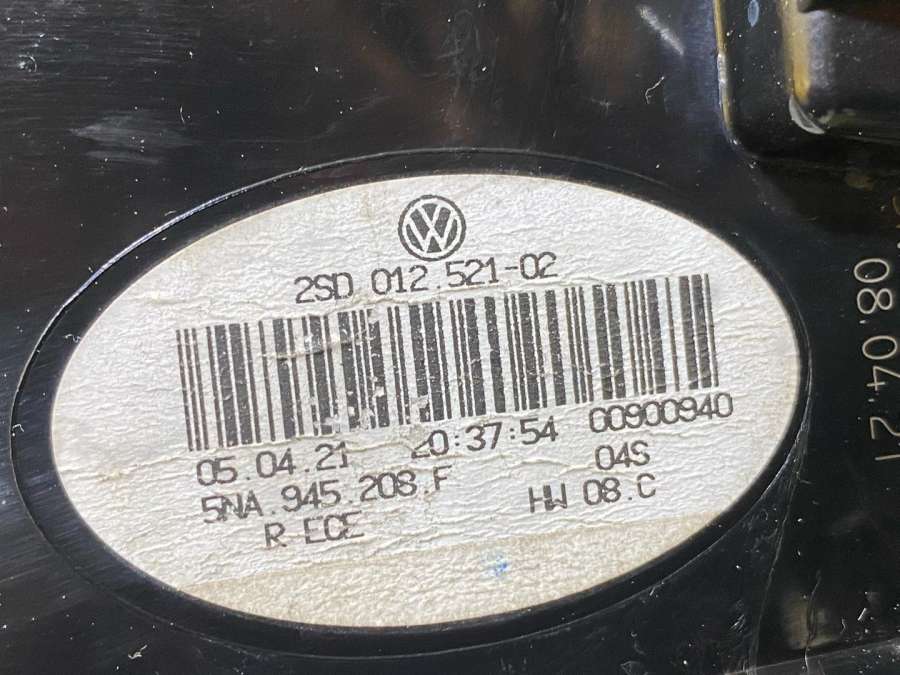 2SD 012.521-02
05.04.21 20:37:54 00900940
5NA.945.208.F 04S
R ECE HW 08.C
08.04.21